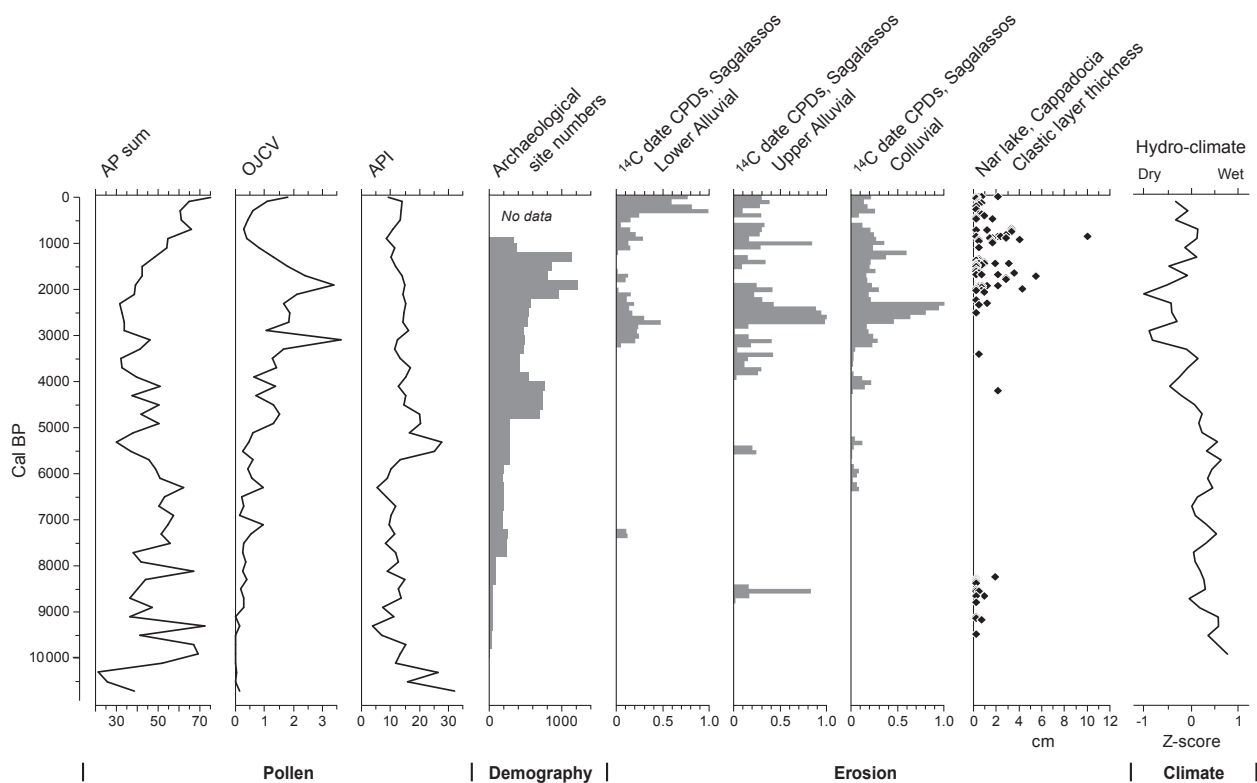 AP sum
OJCV
API
Archaeological
site numbers
¹⁴C date CPDs, Sagalassos
Lower Alluvial
¹⁴C date CPDs, Sagalassos
Upper Alluvial
¹⁴C date CPDs, Sagalassos
Colluvial
Nar lake, Cappadocia
Clastic layer thickness
Hydro-climate
Dry Wet
No data
Cal BP
0
1000
2000
3000
4000
5000
6000
7000
8000
9000
10000
30 50 70
0 1 2 3
0 10 20 30
0 1000
0 0.5 1.0
0 0.5 1.0
0 0.5 1.0
0 2 4 6 8 10 12
-1 0 1
cm
Z-score
Pollen
Demography
Erosion
Climate